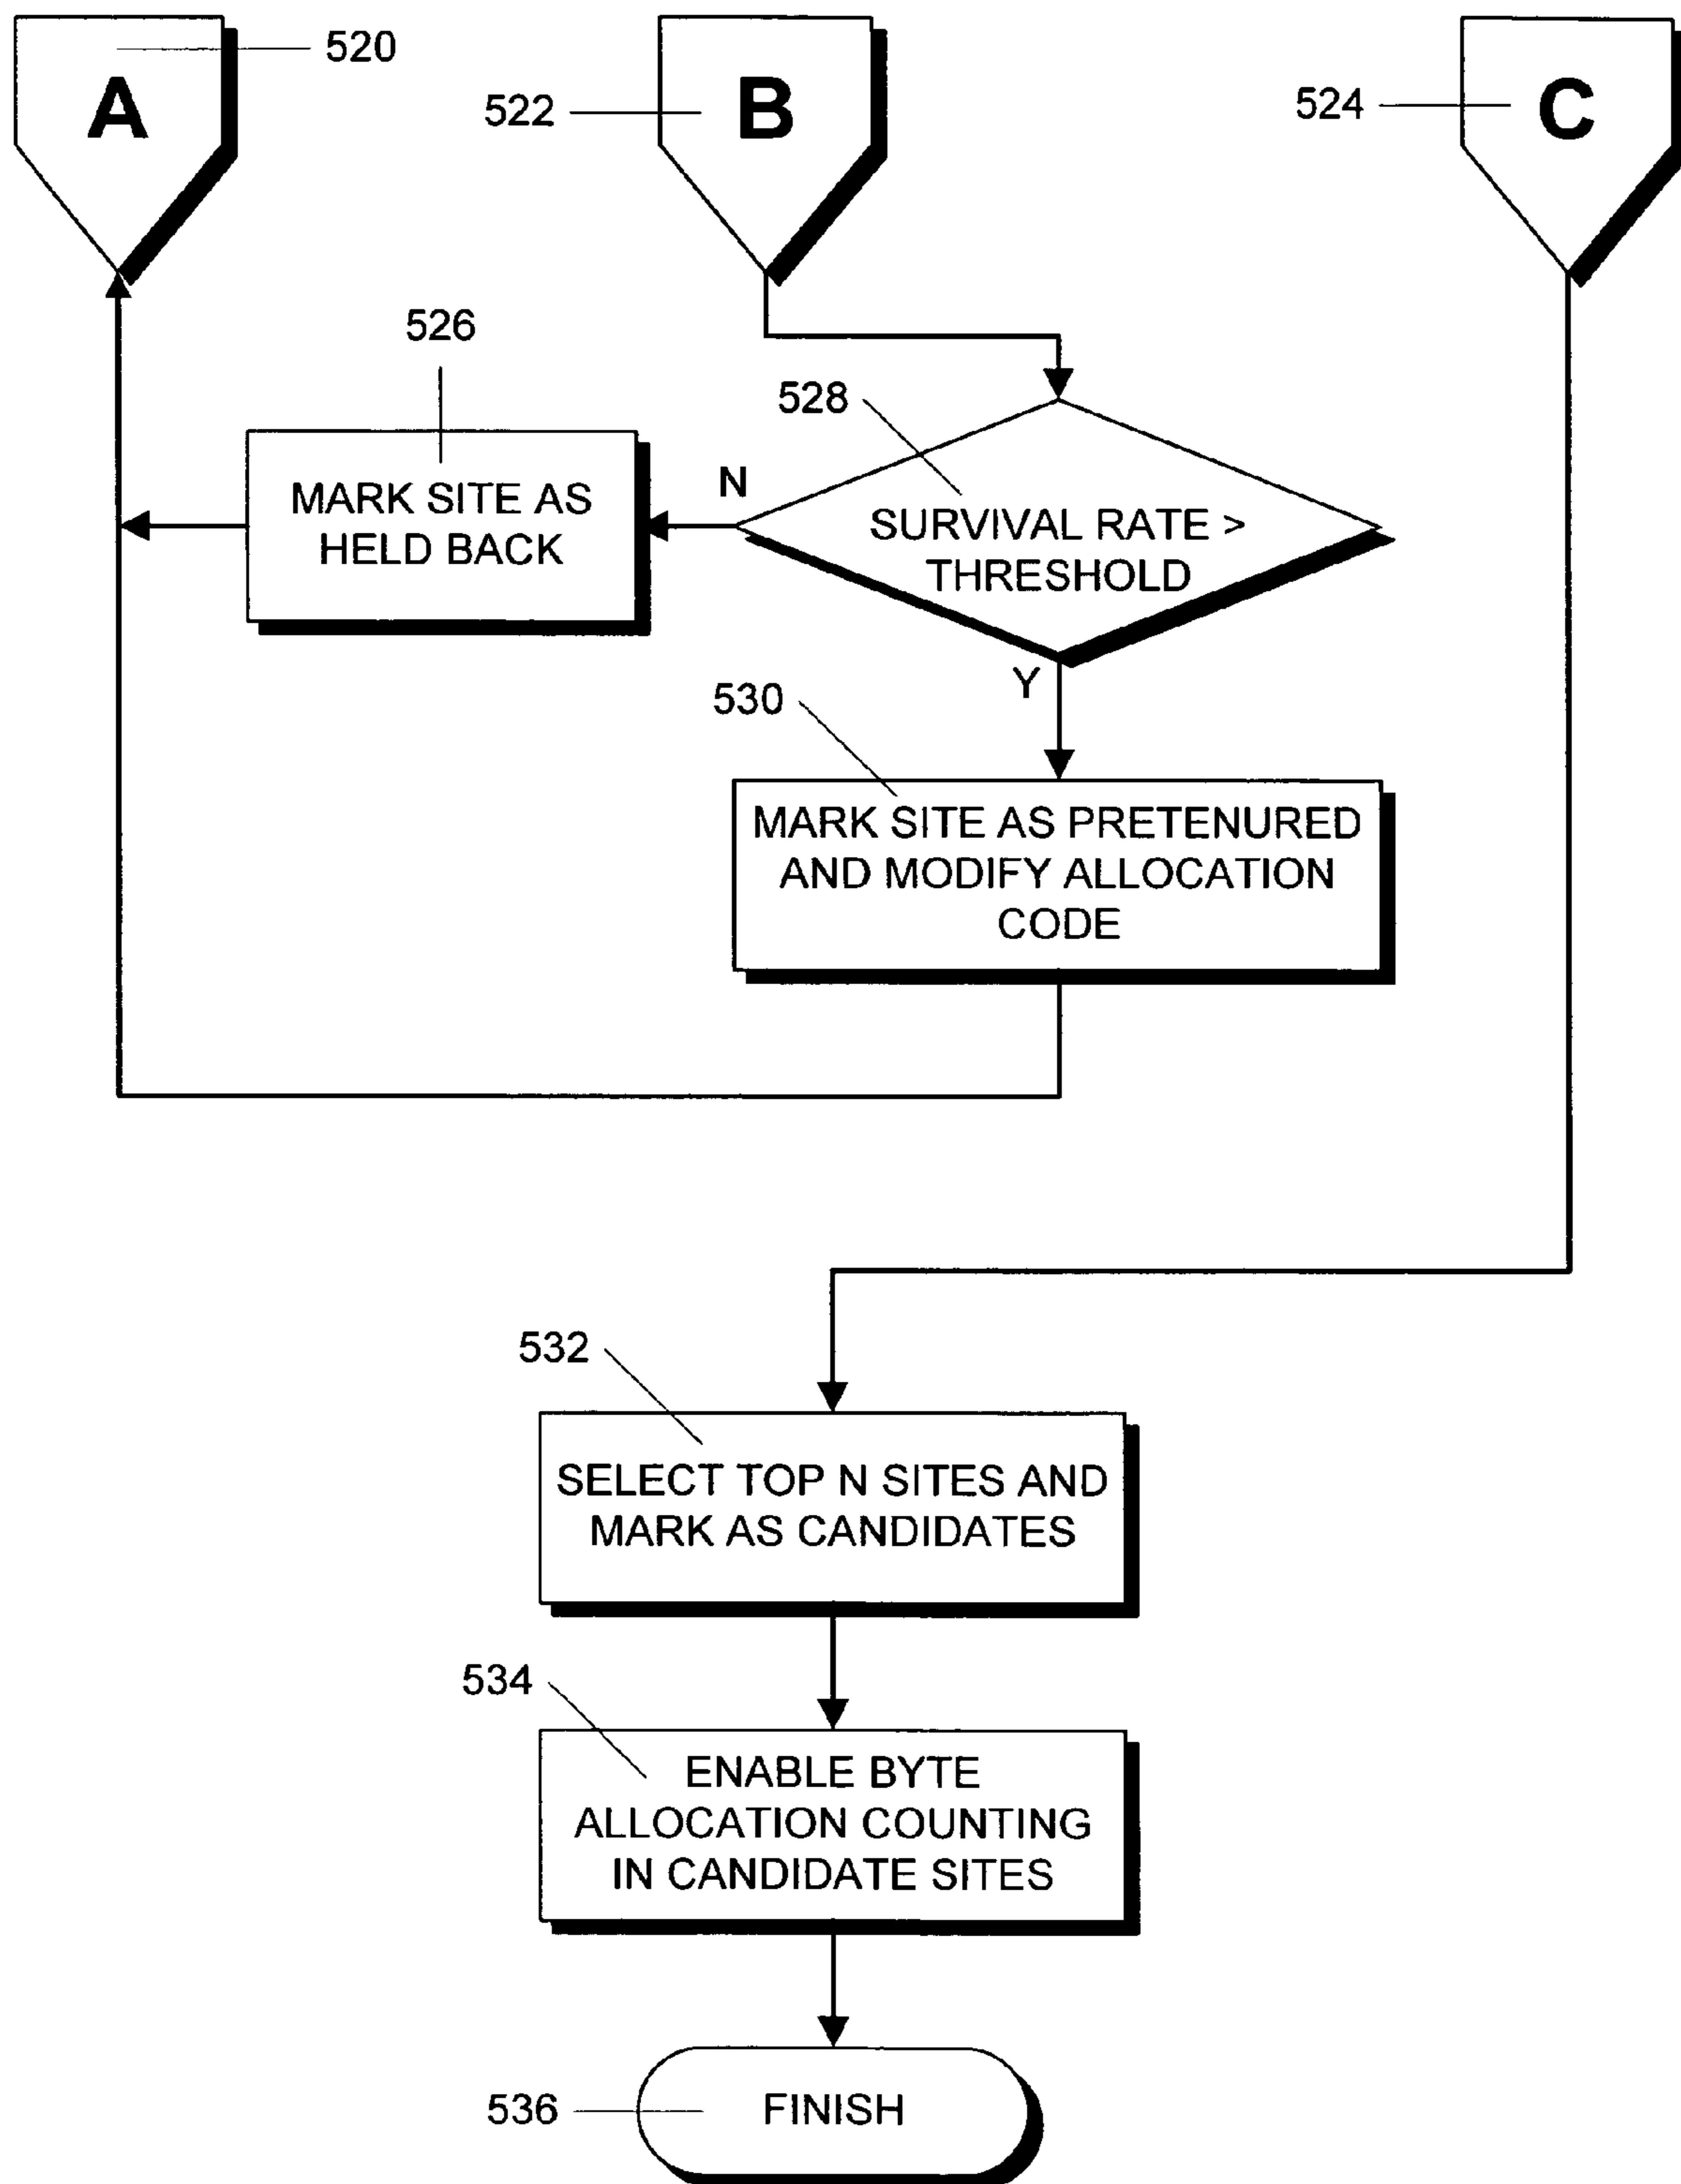 520
A
522
B
524
C
526
MARK SITE AS
HELD BACK
528
N
SURVIVAL RATE >
THRESHOLD
Y
530
MARK SITE AS PRETENURED
AND MODIFY ALLOCATION
CODE
532
SELECT TOP N SITES AND
MARK AS CANDIDATES
534
ENABLE BYTE
ALLOCATION COUNTING
IN CANDIDATE SITES
536
FINISH